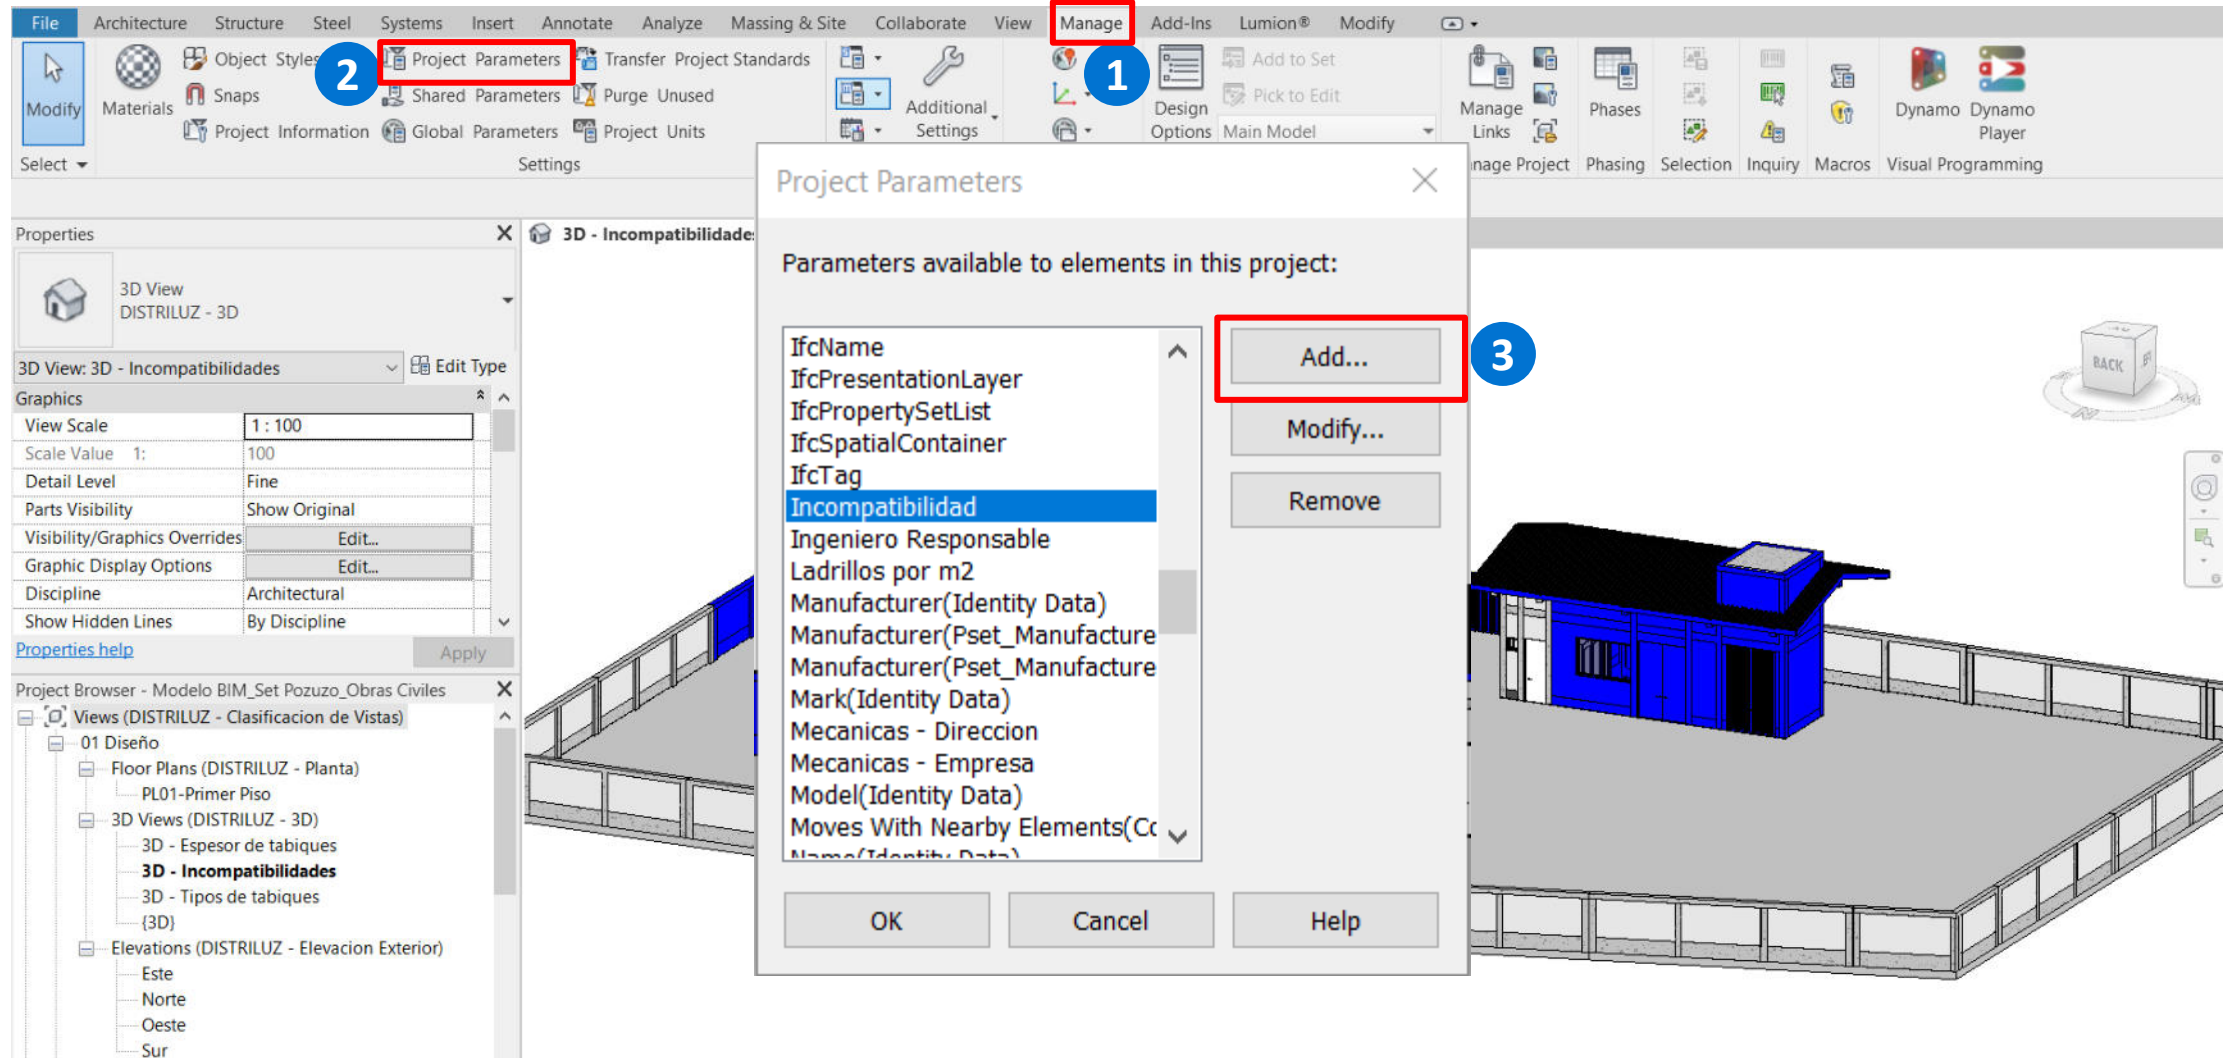 File Architecture Structure Steel Systems Insert Annotate Analyze Massing & Site Collaborate View Manage Add-Ins Lumion® Modify
Modify
Materials
Object Styles
Snaps
Project Information
2
Project Parameters
Shared Parameters
Global Parameters
Transfer Project Standards
Purge Unused
Project Units
Additional
Settings
1
Design
Options
Add to Set
Pick to Edit
Main Model
Manage
Links
Phases
Dynamo
Dynamo
Player
Select
Settings
nage Project
Phasing
Selection
Inquiry
Macros
Visual Programming
Properties
3D View
DISTRILUZ - 3D
3D View: 3D - Incompatibilidades
Edit Type
Graphics
View Scale 1 : 100
Scale Value 1: 100
Detail Level Fine
Parts Visibility Show Original
Visibility/Graphics Overrides Edit...
Graphic Display Options Edit...
Discipline Architectural
Show Hidden Lines By Discipline
Properties help
Apply
Project Browser - Modelo BIM_Set Pozuzo_Obras Civiles
Views (DISTRILUZ - Clasificacion de Vistas)
01 Diseño
Floor Plans (DISTRILUZ - Planta)
PL01-Primer Piso
3D Views (DISTRILUZ - 3D)
3D - Espesor de tabiques
3D - Incompatibilidades
3D - Tipos de tabiques
{3D}
Elevations (DISTRILUZ - Elevacion Exterior)
Este
Norte
Oeste
Sur
3D - Incompatibilidade
Project Parameters
Parameters available to elements in this project:
IfcName
IfcPresentationLayer
IfcPropertySetList
IfcSpatialContainer
IfcTag
Incompatibilidad
Ingeniero Responsable
Ladrillos por m2
Manufacturer(Identity Data)
Manufacturer(Pset_Manufacture
Manufacturer(Pset_Manufacture
Mark(Identity Data)
Mecanicas - Direccion
Mecanicas - Empresa
Model(Identity Data)
Moves With Nearby Elements(Co
Name(Identity Data)
Add...
3
Modify...
Remove
OK
Cancel
Help
BACK